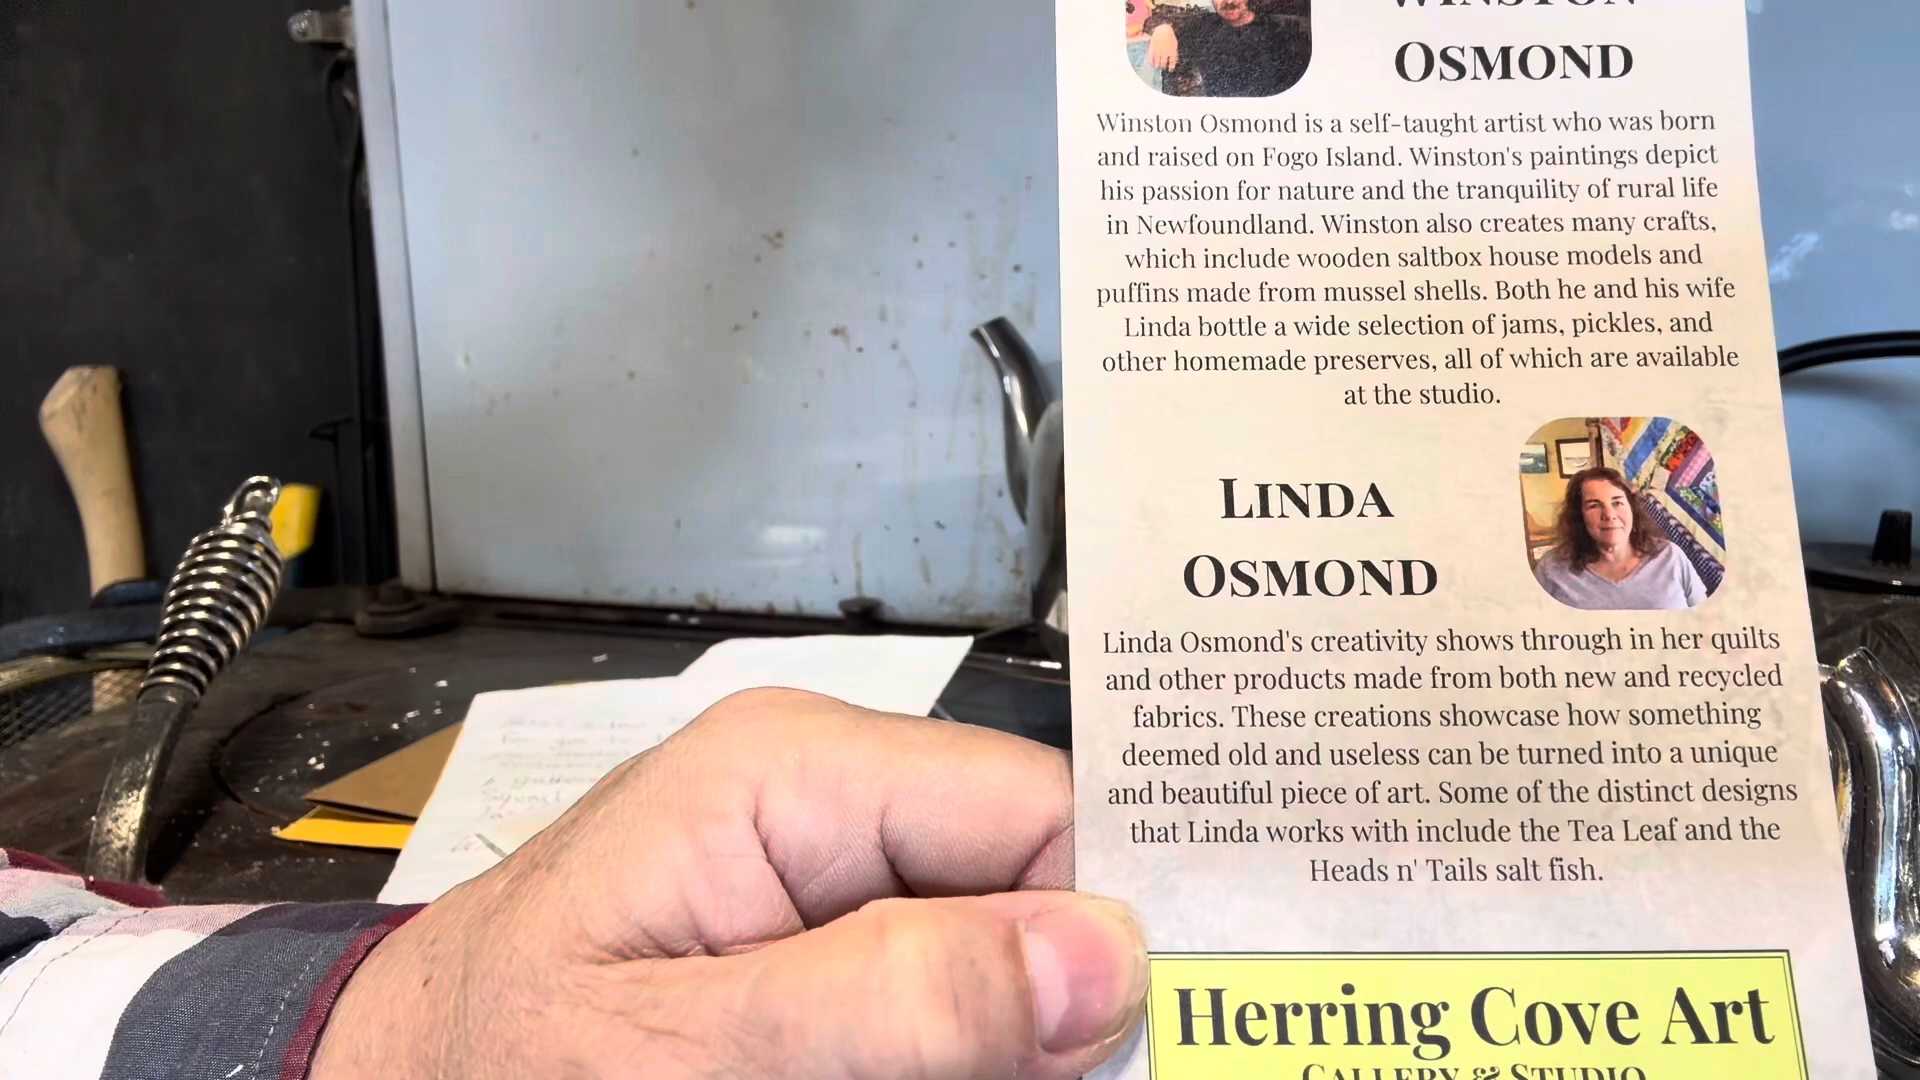 WINSTON
OSMOND
Winston Osmond is a self-taught artist who was born
and raised on Fogo Island. Winston's paintings depict
his passion for nature and the tranquility of rural life
in Newfoundland. Winston also creates many crafts,
which include wooden saltbox house models and
puffins made from mussel shells. Both he and his wife
Linda bottle a wide selection of jams, pickles, and
other homemade preserves, all of which are available
at the studio.
LINDA
OSMOND
Linda Osmond's creativity shows through in her quilts
and other products made from both new and recycled
fabrics. These creations showcase how something
deemed old and useless can be turned into a unique
and beautiful piece of art. Some of the distinct designs
that Linda works with include the Tea Leaf and the
Heads n' Tails salt fish.
Herring Cove Art
GALLERY & STUDIO